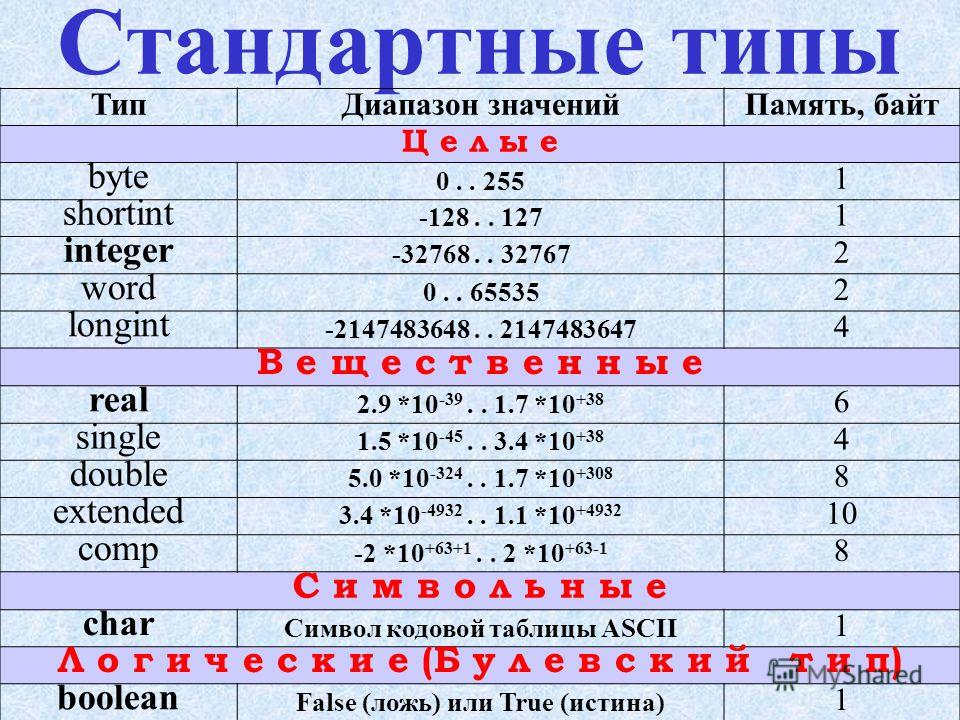 Стандартные типы
Тип Диапазон значений Память, байт
Ц е л ы е
byte 0 . . 255 1
shortint -128 . . 127 1
integer -32768 . . 32767 2
word 0 . . 65535 2
longint -2147483648 . . 2147483647 4
В е щ е с т в е н н ы е
real 2.9 *10⁻³⁹ . . 1.7 *10⁺³⁸ 6
single 1.5 *10⁻⁴⁵ . . 3.4 *10⁺³⁸ 4
double 5.0 *10⁻³²⁴ . . 1.7 *10⁺³⁰⁸ 8
extended 3.4 *10⁻⁴⁹³² . . 1.1 *10⁺⁴⁹³² 10
comp -2 *10⁺⁶³⁺¹ . . 2 *10⁺⁶³⁻¹ 8
С и м в о л ь н ы е
char Символ кодовой таблицы ASCII 1
Л о г и ч е с к и е (Б у л е в с к и й т и п)
boolean False (ложь) или True (истина) 1
MyShared